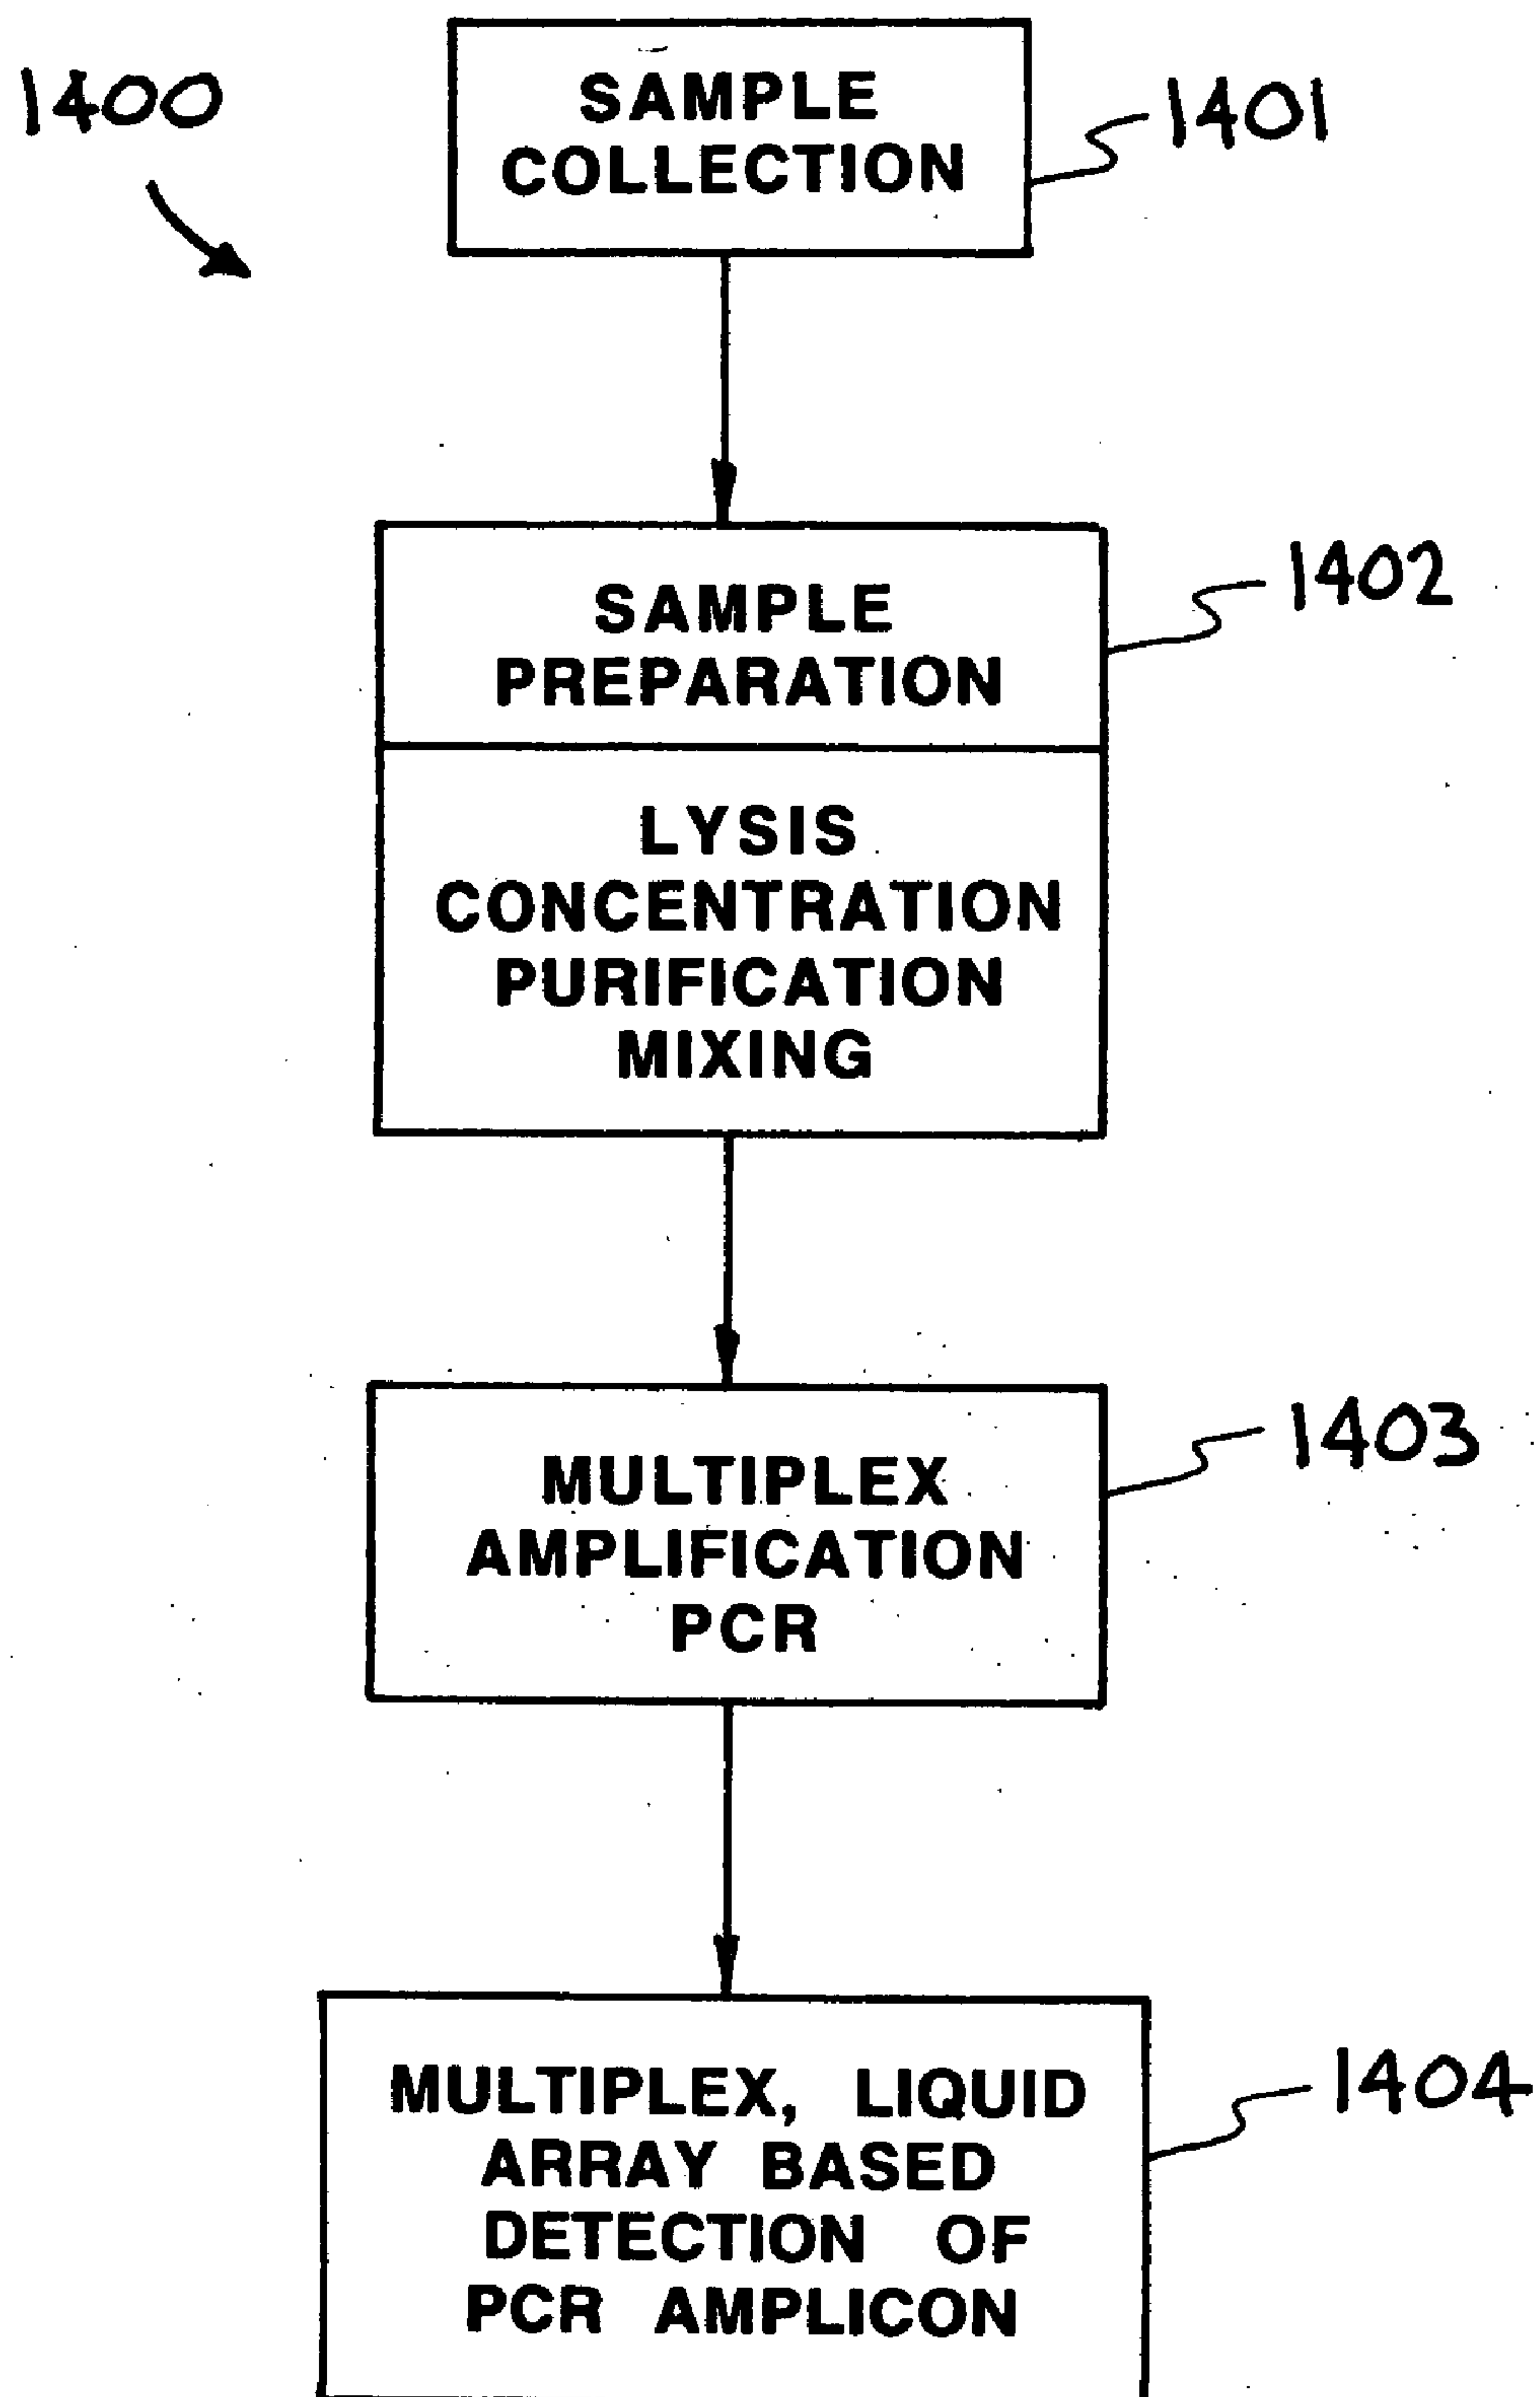 1400
SAMPLE
COLLECTION
1401
SAMPLE
PREPARATION
1402
LYSIS
CONCENTRATION
PURIFICATION
MIXING
MULTIPLEX
AMPLIFICATION
PCR
1403
MULTIPLEX, LIQUID
ARRAY BASED
DETECTION OF
PCR AMPLICON
1404